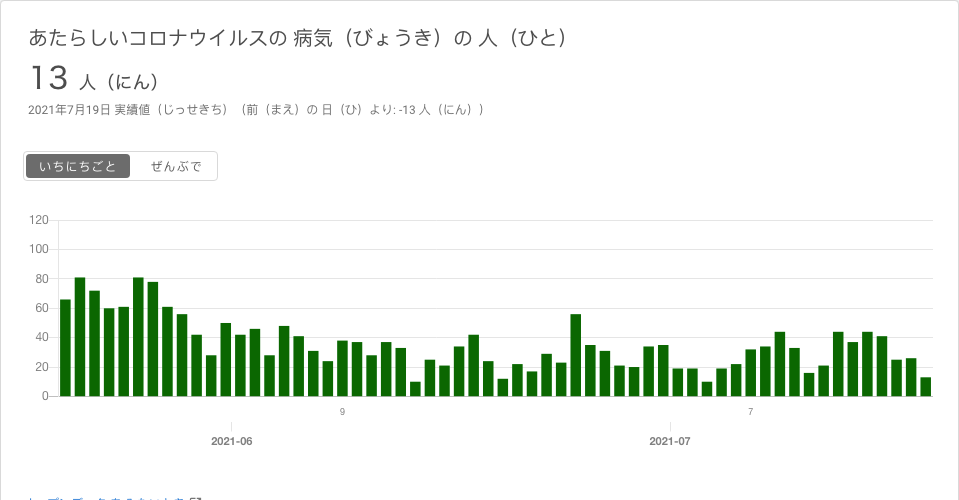 あたらしいコロナウイルスの 病気（びょうき）の 人（ひと）
13 人（にん）
2021年7月19日 実績値（じっせきち）（前（まえ）の 日（ひ）より: -13 人（にん））
いちにちごと ぜんぶで
120
100
80
60
40
20
0
9 7
2021-06 2021-07